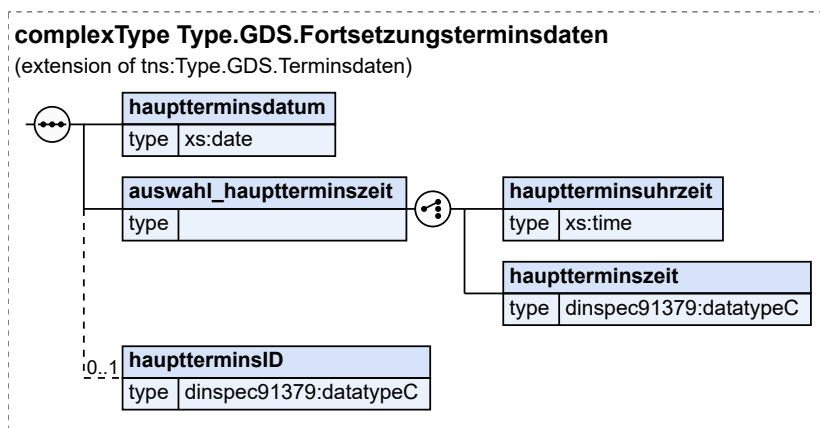 complexType Type.GDS.Fortsetzungsterminsdaten
(extension of tns:Type.GDS.Terminsdaten)
hauptterminsdatum
type xs:date
auswahl_hauptterminszeit
type
hauptterminsuhrzeit
type xs:time
hauptterminszeit
type dinspec91379:datatypeC
0..1
hauptterminsID
type dinspec91379:datatypeC